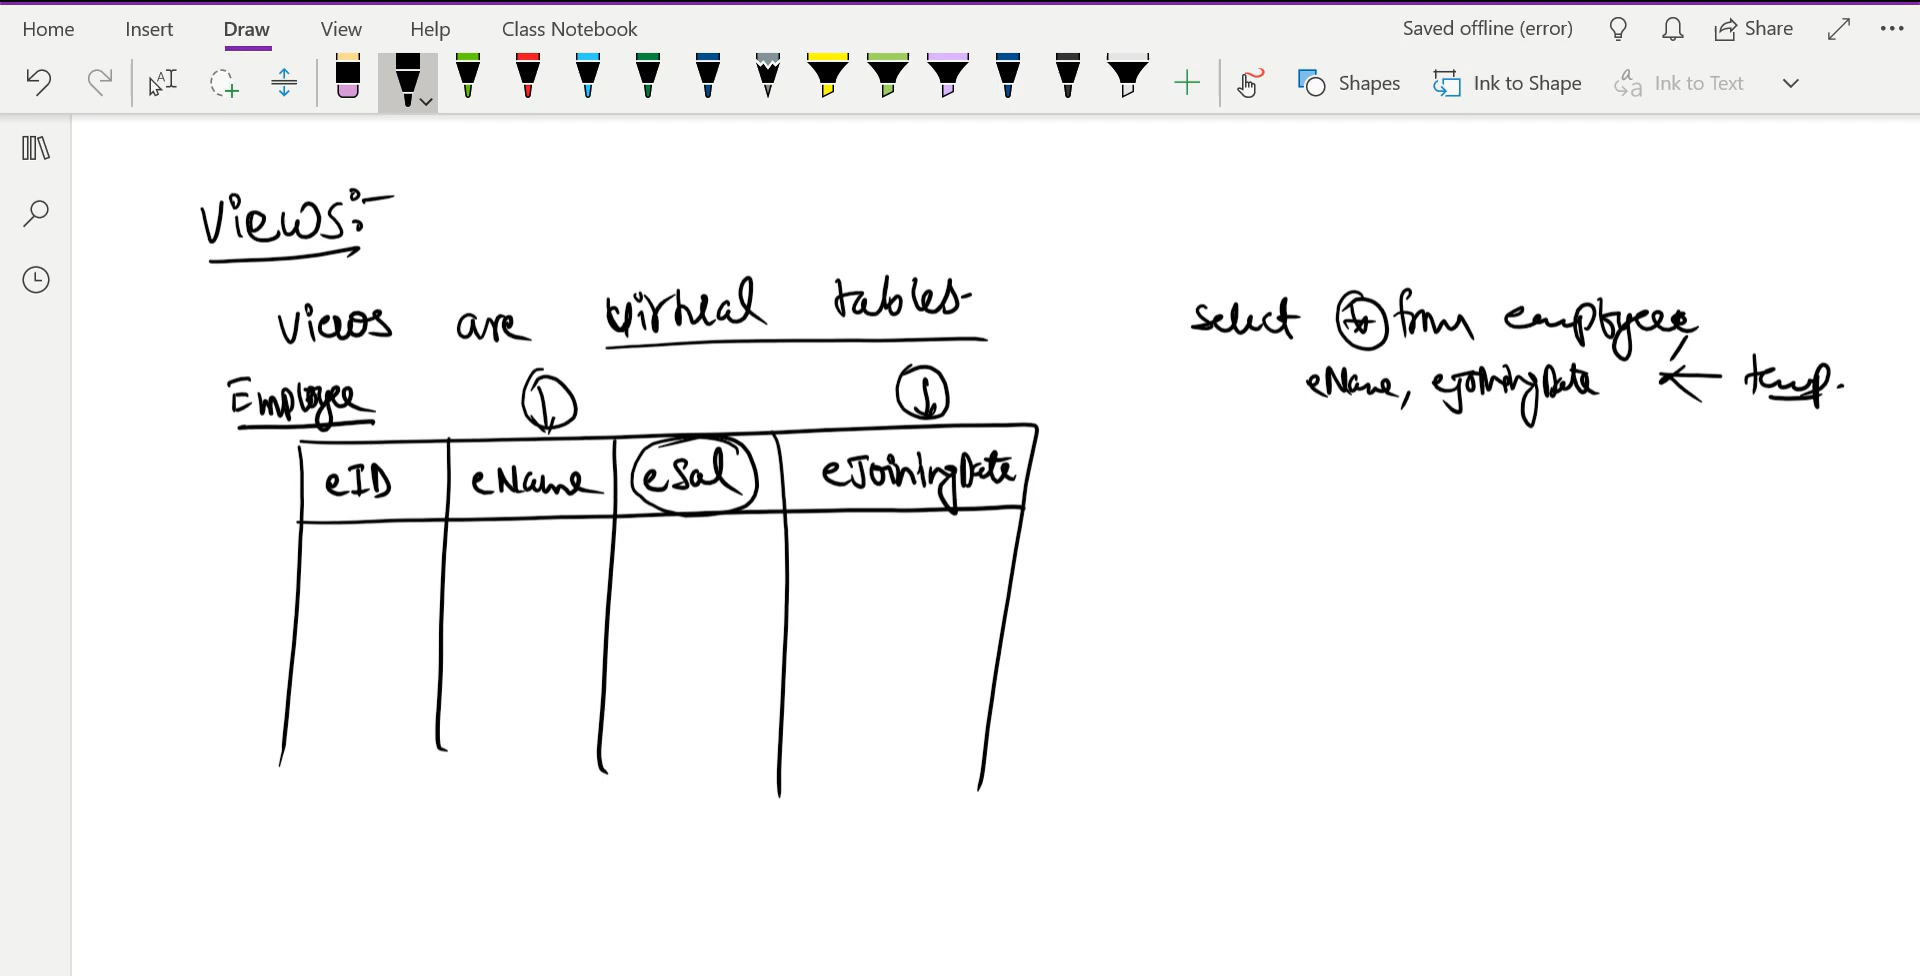 Home Insert Draw View Help Class Notebook Saved offline (error) Share
Shapes Ink to Shape Ink to Text
Views:-
Views are virtual tables.
Employee
eID eName eSal eJoiningDate
select * from employee;
eName, eJoiningDate ← temp.